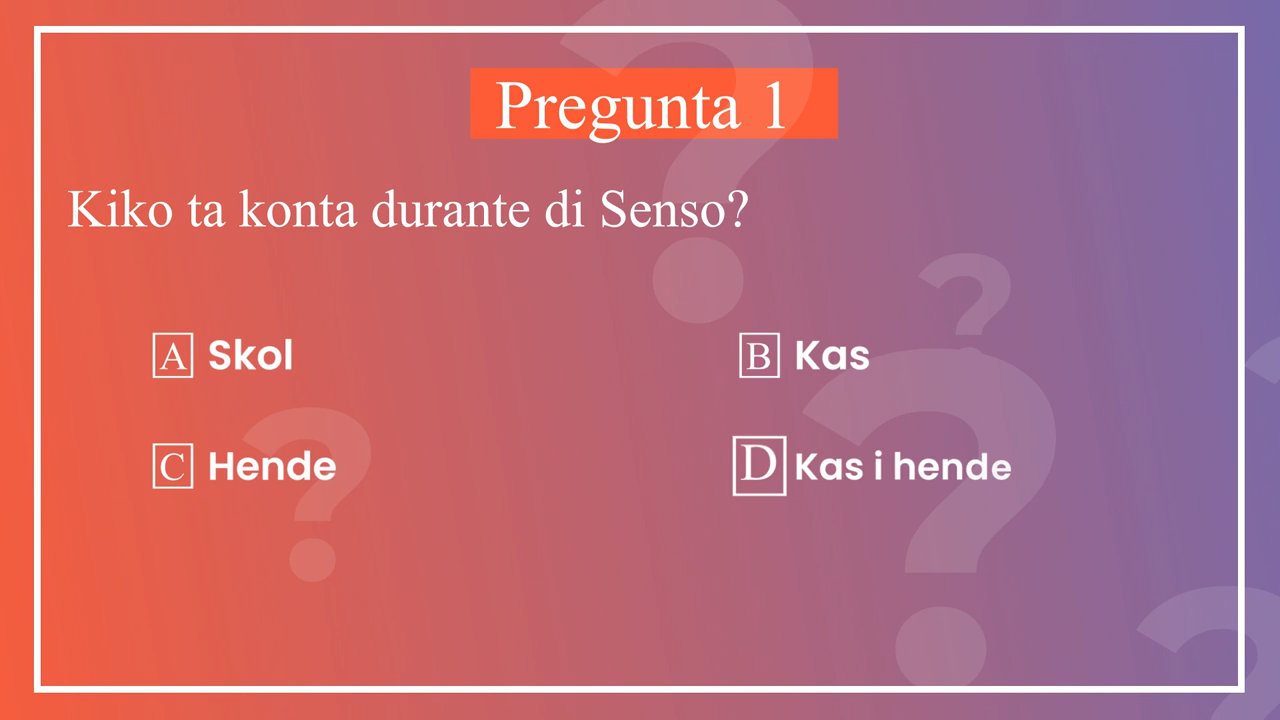 Pregunta 1
Kiko ta konta durante di Senso?
A Skol
B Kas
C Hende
D Kas i hende